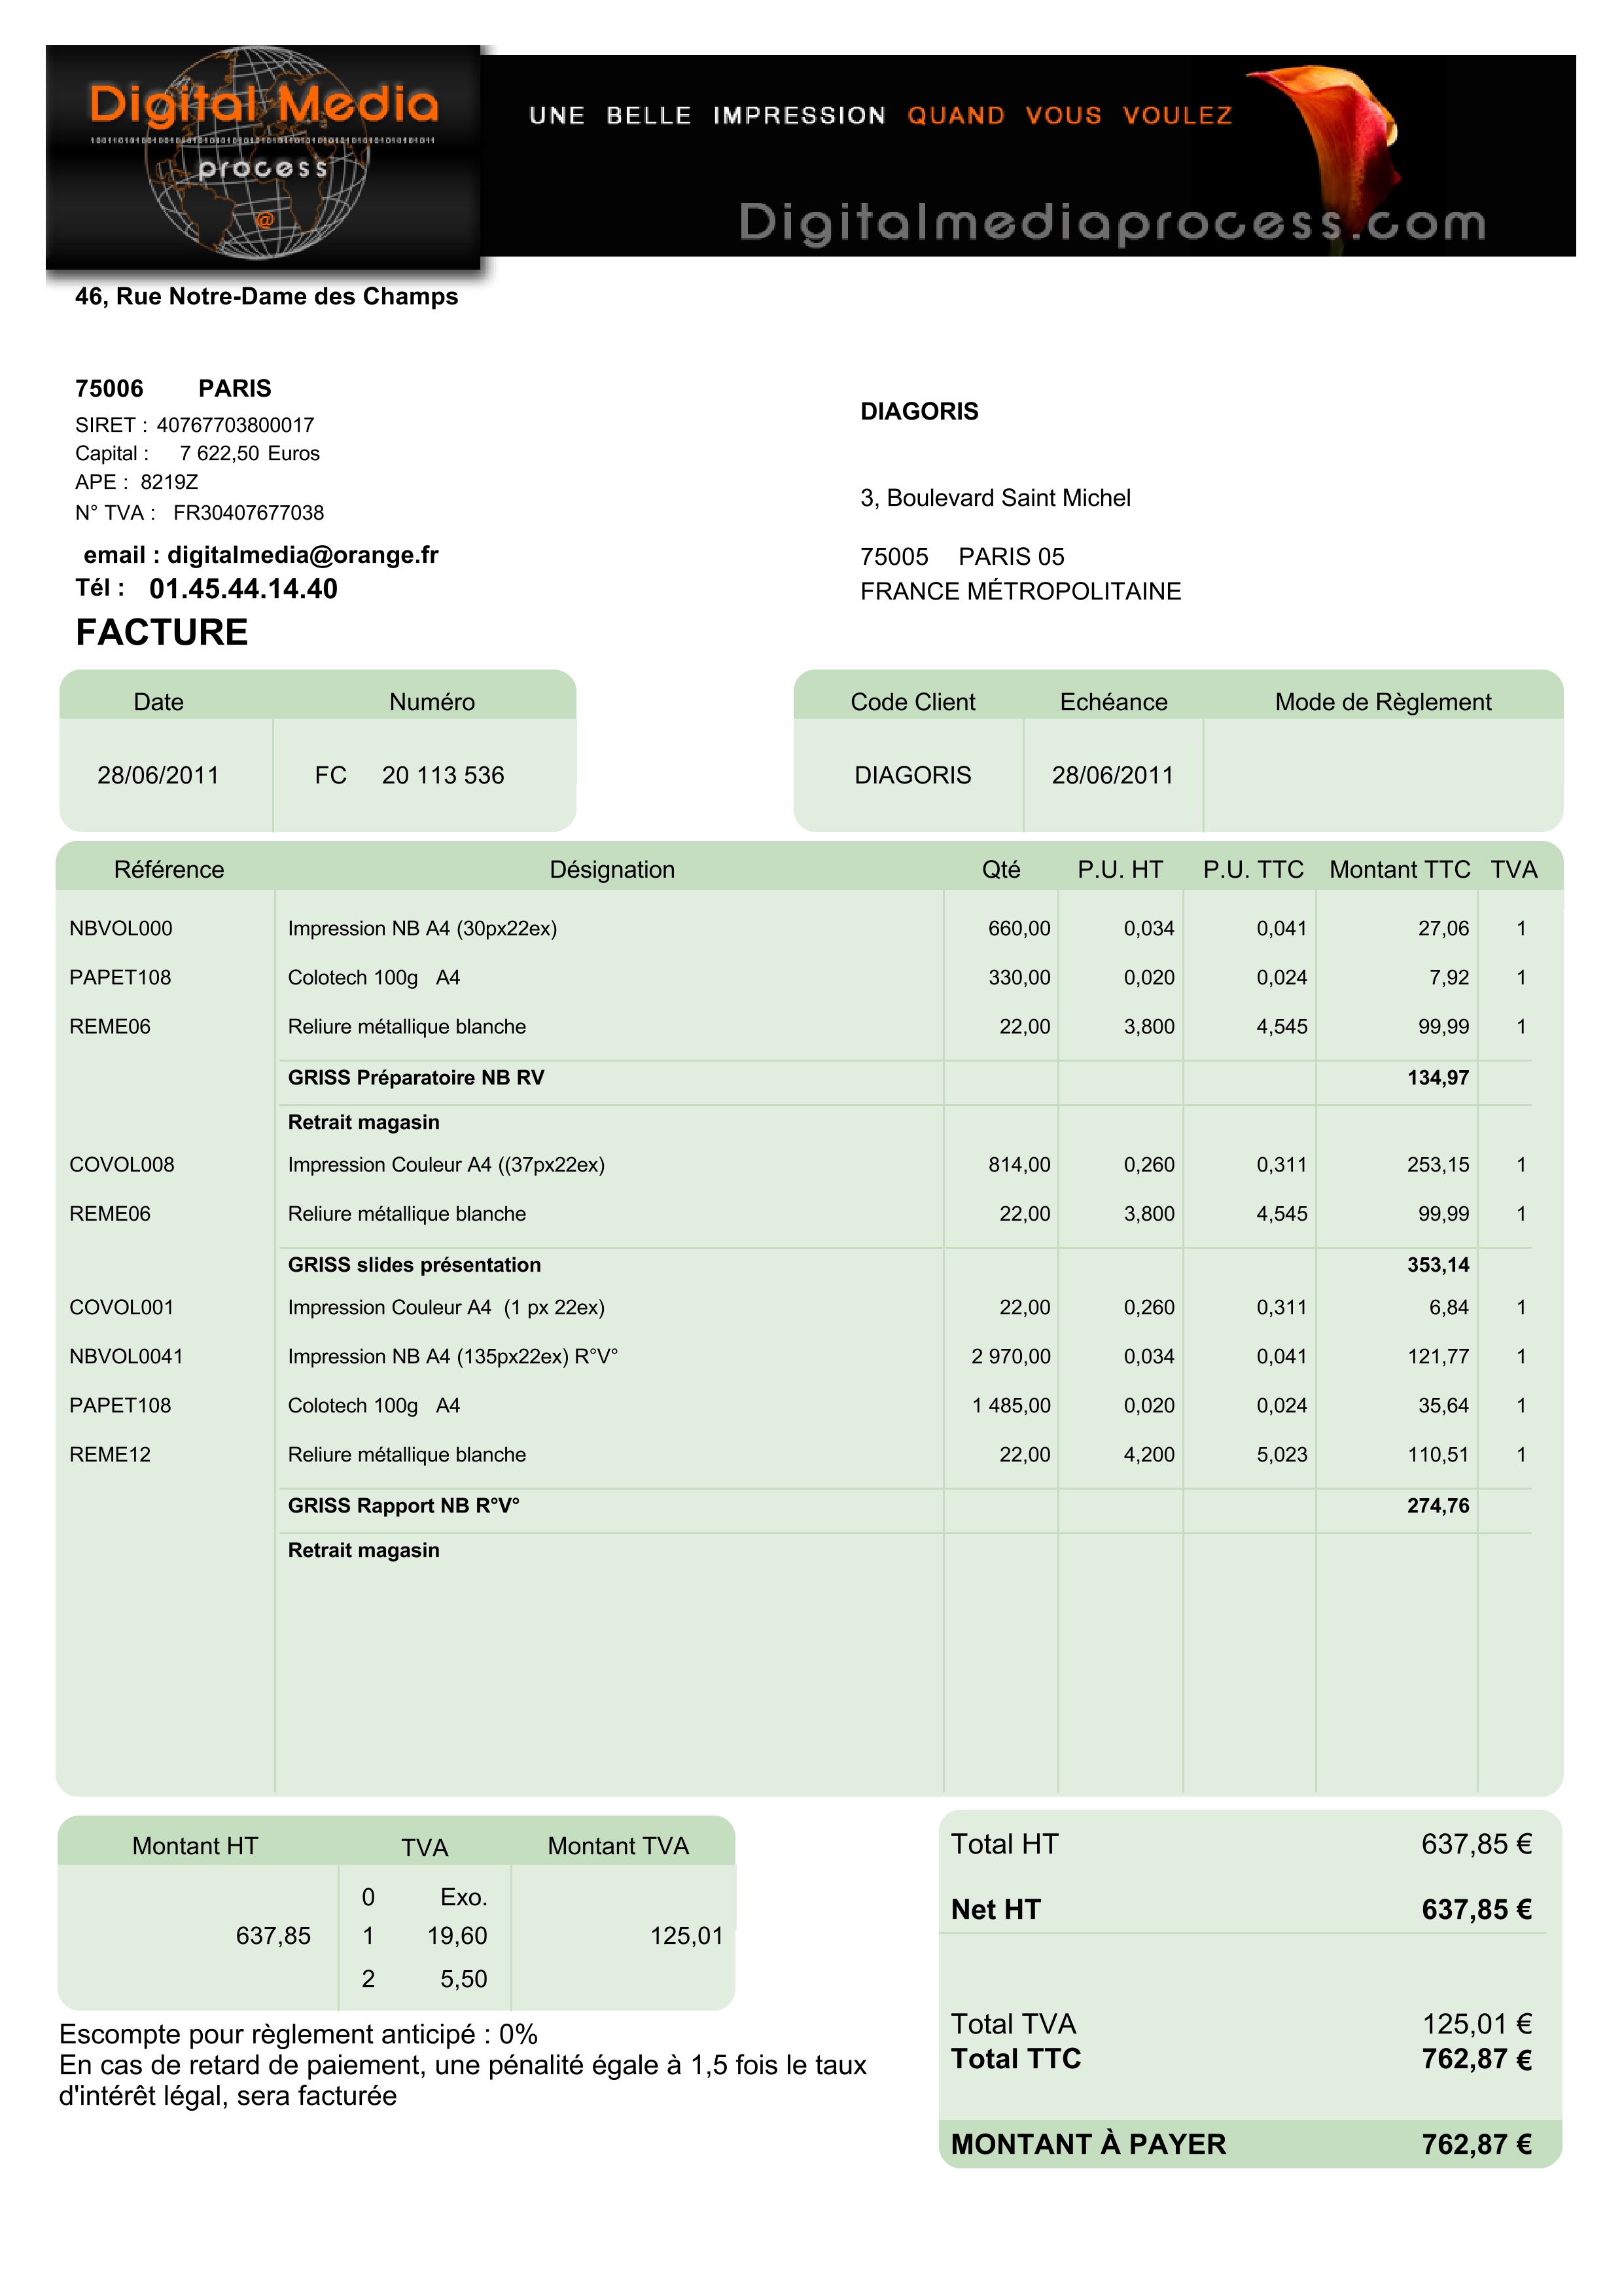 Digital Media
process
@
UNE BELLE IMPRESSION QUAND VOUS VOULEZ
Digitalmediaprocess.com
46, Rue Notre-Dame des Champs
75006 PARIS
SIRET : 40767703800017
Capital : 7 622,50 Euros
APE : 8219Z
N° TVA : FR30407677038
email : digitalmedia@orange.fr
Tél : 01.45.44.14.40
DIAGORIS
3, Boulevard Saint Michel
75005 PARIS 05
FRANCE MÉTROPOLITAINE
FACTURE
Date Numéro
28/06/2011 FC 20 113 536
Code Client Echéance Mode de Règlement
DIAGORIS 28/06/2011
Référence Désignation Qté P.U. HT P.U. TTC Montant TTC TVA
NBVOL000 Impression NB A4 (30px22ex) 660,00 0,034 0,041 27,06 1
PAPET108 Colotech 100g A4 330,00 0,020 0,024 7,92 1
REME06 Reliure métallique blanche 22,00 3,800 4,545 99,99 1
GRISS Préparatoire NB RV 134,97
Retrait magasin
COVOL008 Impression Couleur A4 ((37px22ex) 814,00 0,260 0,311 253,15 1
REME06 Reliure métallique blanche 22,00 3,800 4,545 99,99 1
GRISS slides présentation 353,14
COVOL001 Impression Couleur A4 (1 px 22ex) 22,00 0,260 0,311 6,84 1
NBVOL0041 Impression NB A4 (135px22ex) R°V° 2 970,00 0,034 0,041 121,77 1
PAPET108 Colotech 100g A4 1 485,00 0,020 0,024 35,64 1
REME12 Reliure métallique blanche 22,00 4,200 5,023 110,51 1
GRISS Rapport NB R°V° 274,76
Retrait magasin
Montant HT TVA Montant TVA
0 Exo.
637,85 1 19,60 125,01
2 5,50
Escompte pour règlement anticipé : 0%
En cas de retard de paiement, une pénalité égale à 1,5 fois le taux
d'intérêt légal, sera facturée
Total HT 637,85 €
Net HT 637,85 €
Total TVA 125,01 €
Total TTC 762,87 €
MONTANT À PAYER 762,87 €